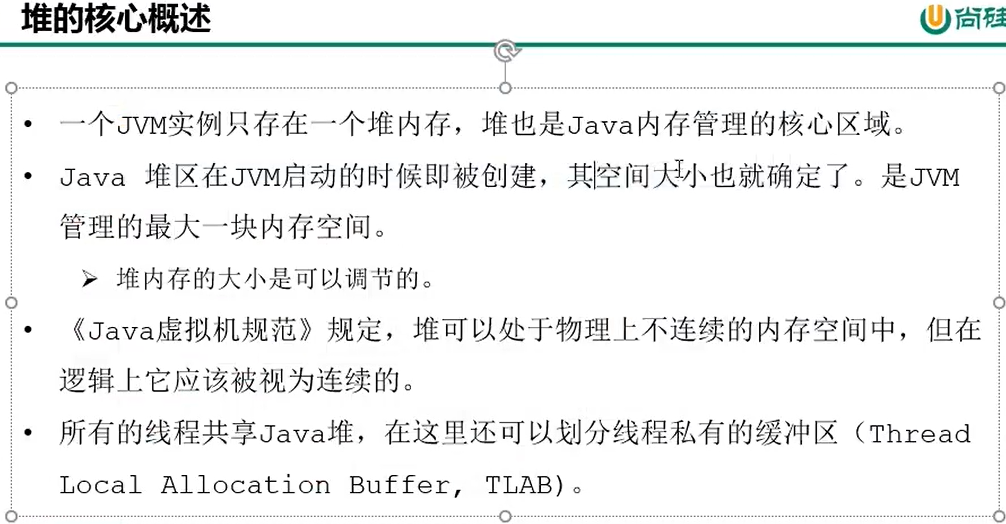 堆的核心概述
尚硅
• 一个JVM实例只存在一个堆内存，堆也是Java内存管理的核心区域。
• Java 堆区在JVM启动的时候即被创建，其空间大小也就确定了。是JVM
管理的最大一块内存空间。
➢ 堆内存的大小是可以调节的。
• 《Java虚拟机规范》规定，堆可以处于物理上不连续的内存空间中，但在
逻辑上它应该被视为连续的。
• 所有的线程共享Java堆，在这里还可以划分线程私有的缓冲区（Thread
Local Allocation Buffer, TLAB)。